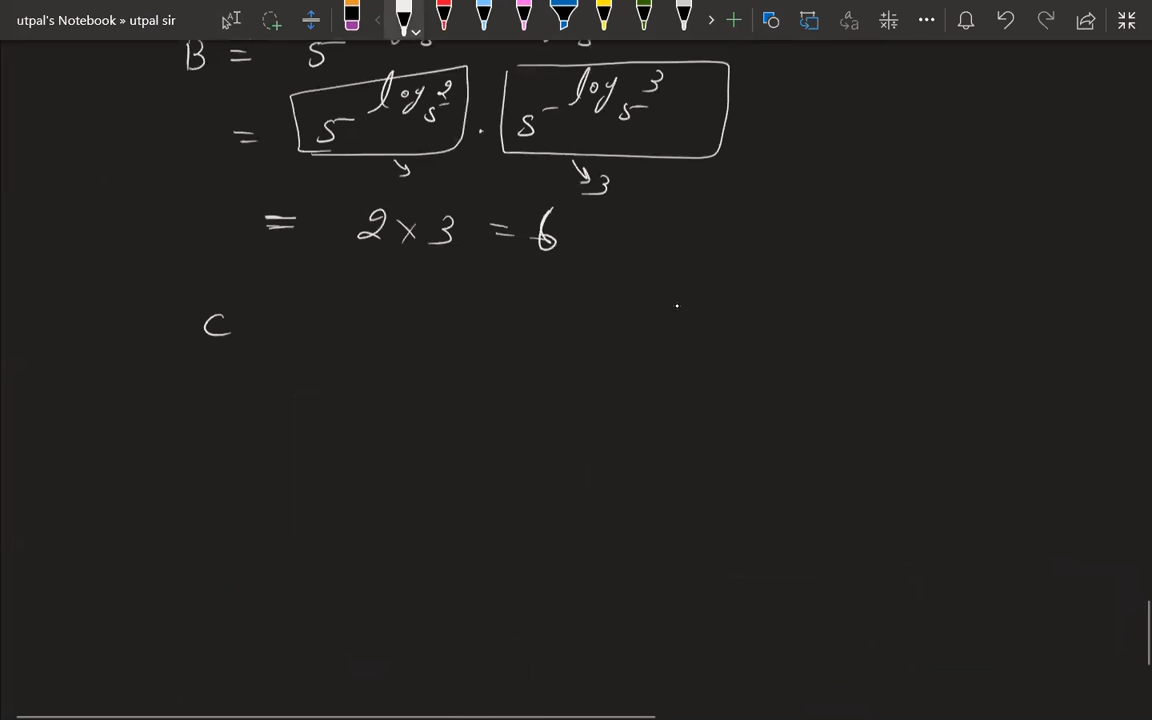 utpal's Notebook » utpal sir
B = 5
= 5^{log_5 2} · 5^{log_5 3}
3
= 2 × 3 = 6
C